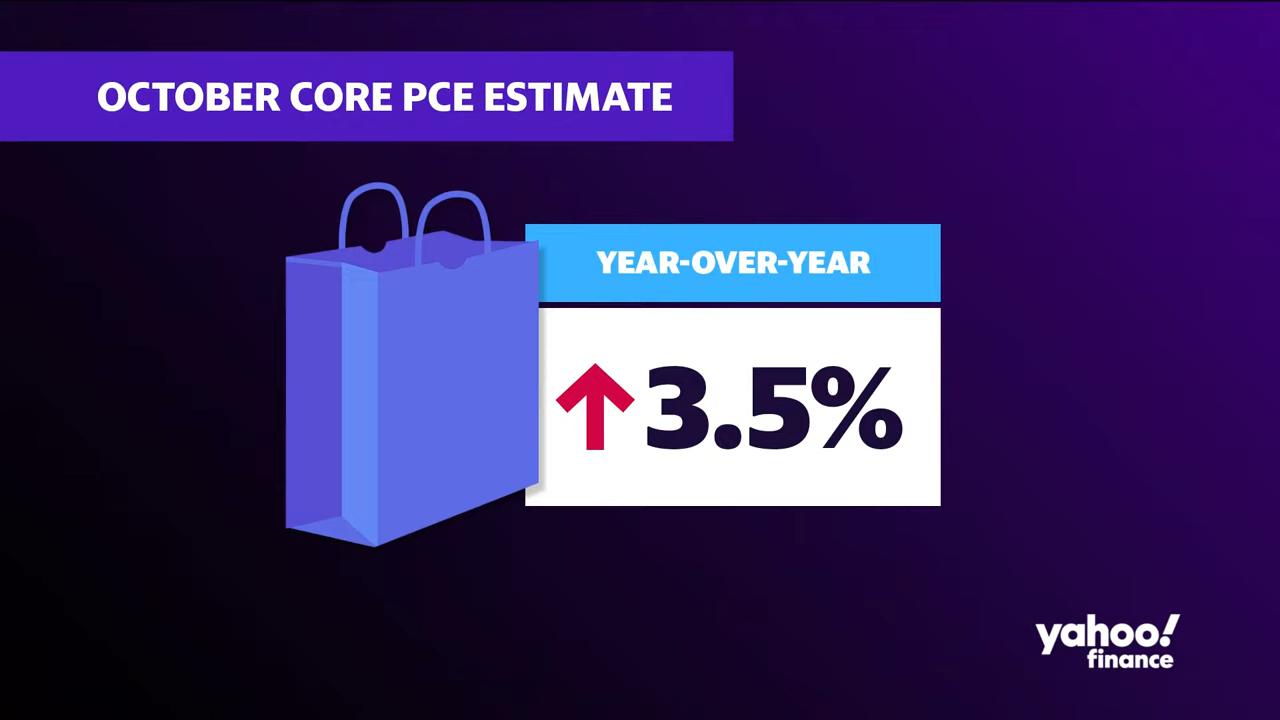 OCTOBER CORE PCE ESTIMATE
YEAR-OVER-YEAR
3.5%
yahoo!
finance